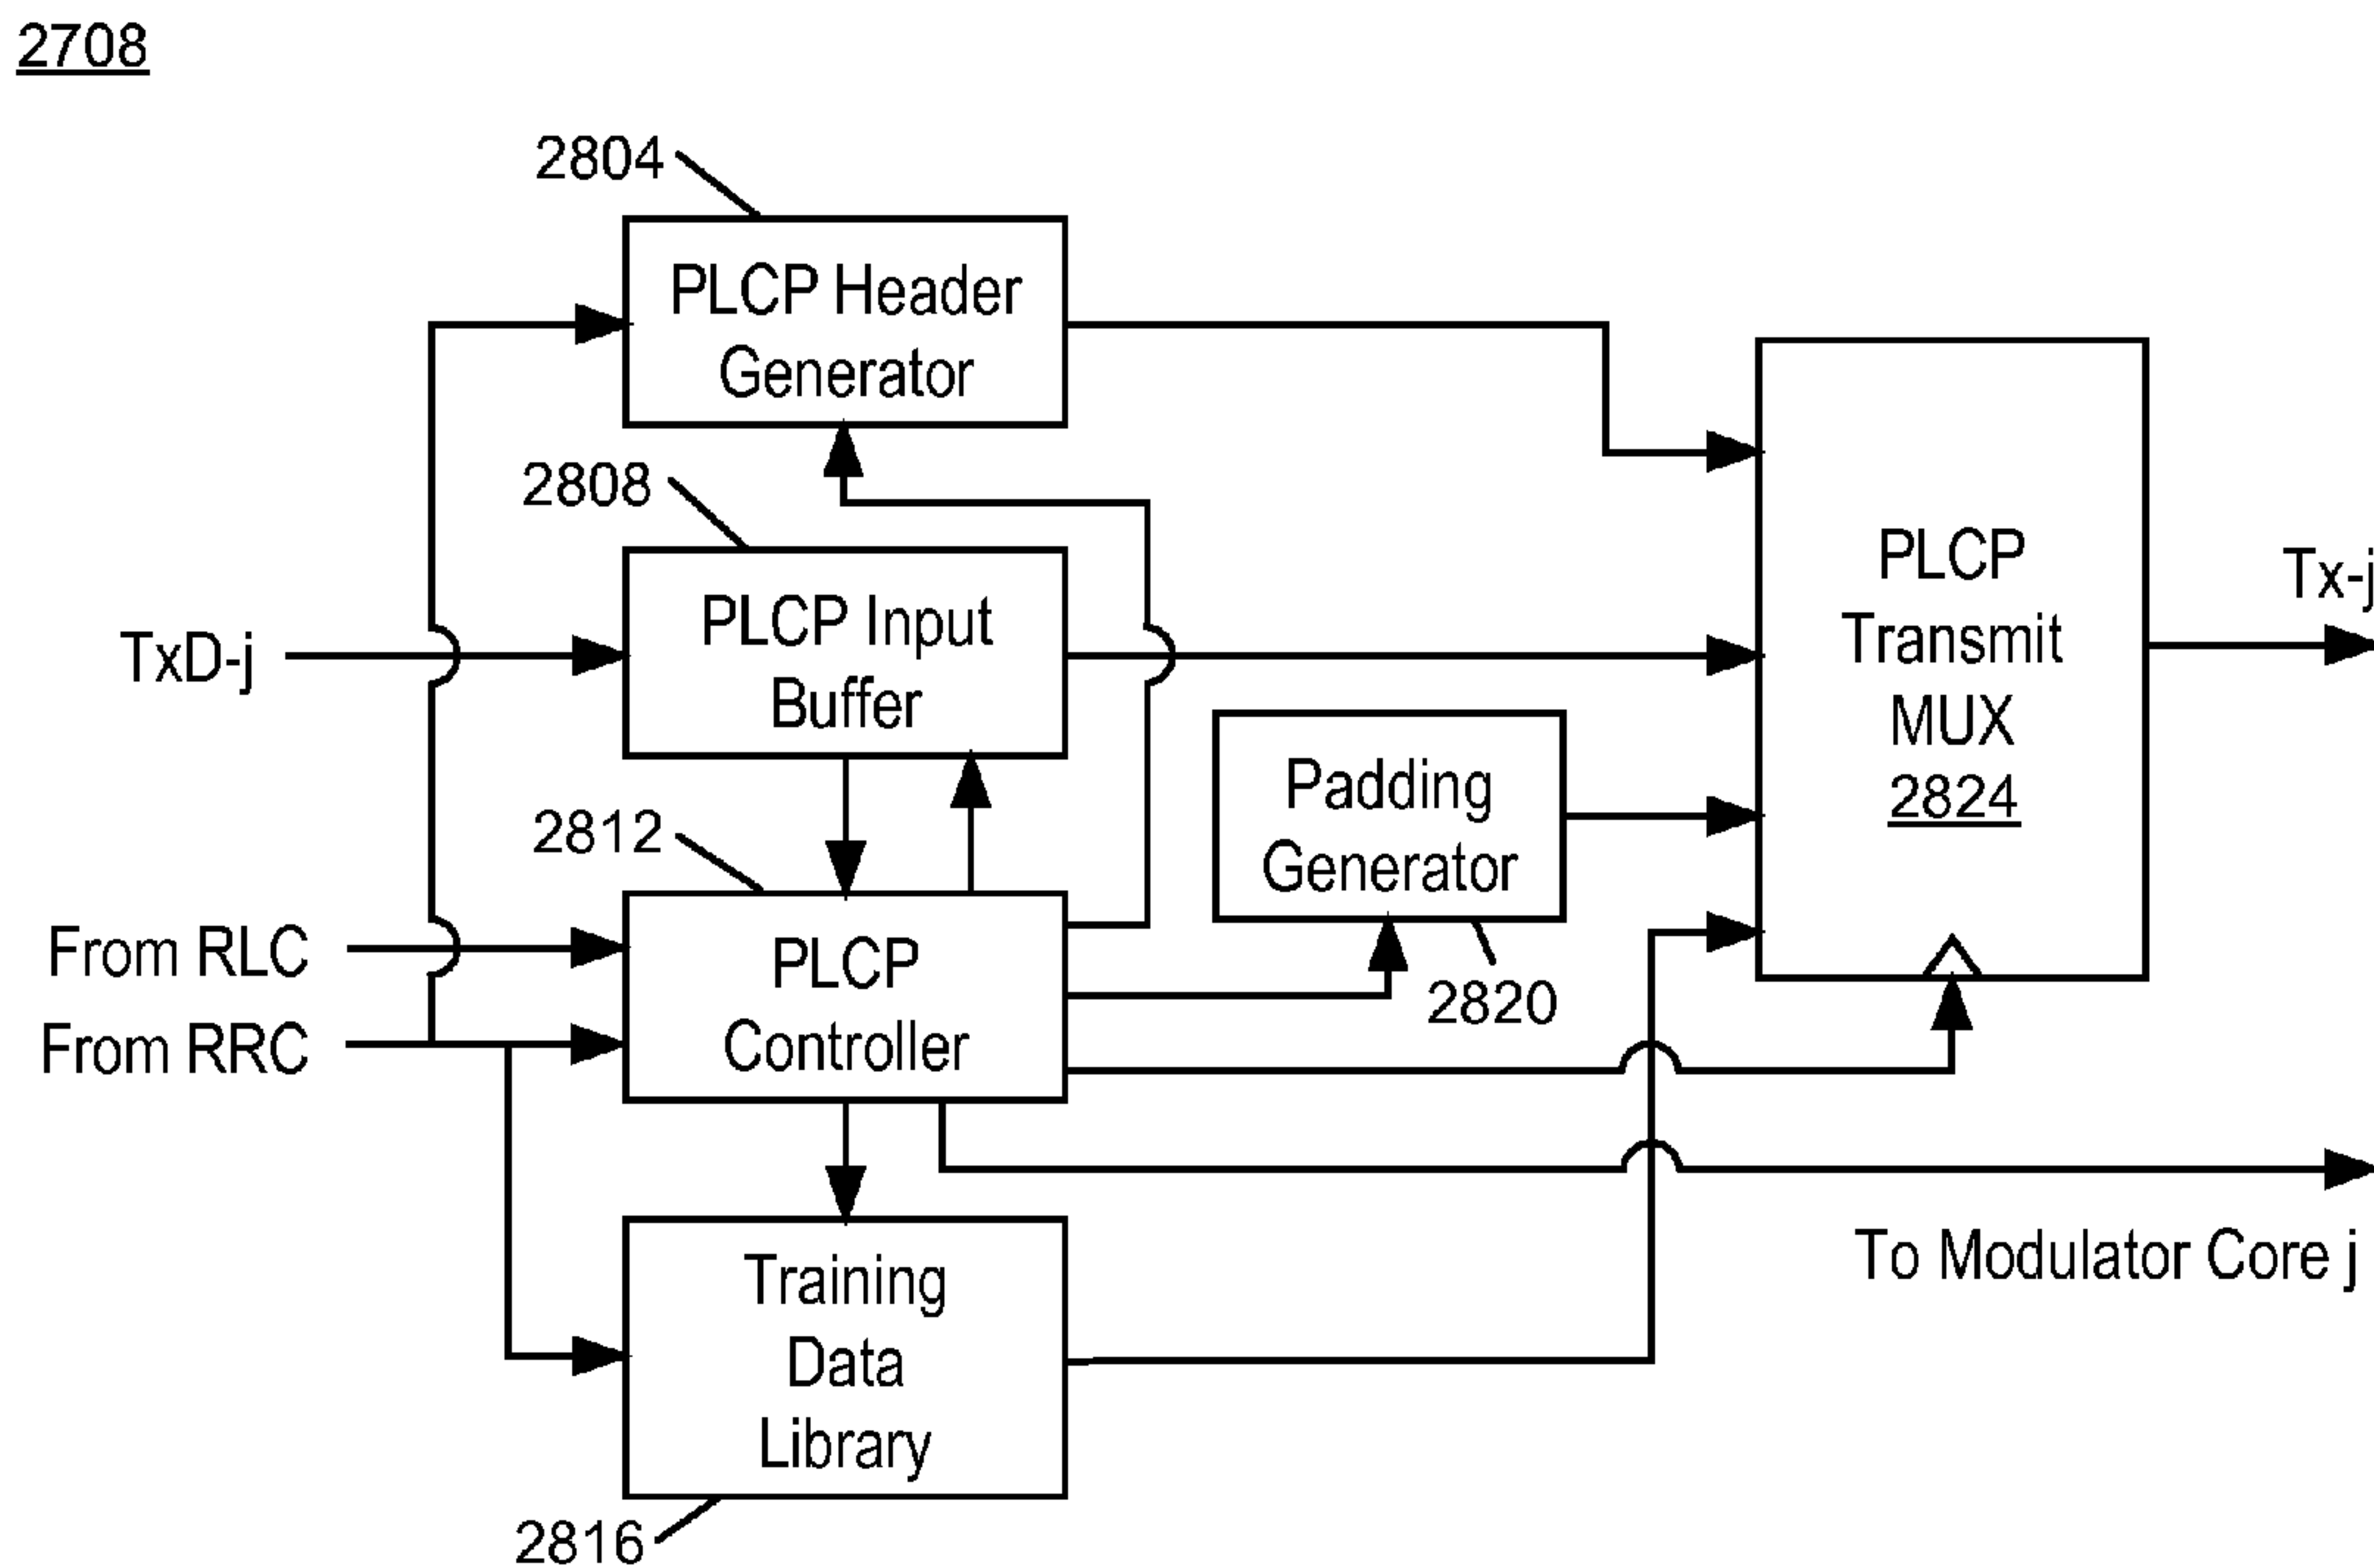 2708
2804
PLCP Header
Generator
2808
PLCP Input
Buffer
TxD-j
PLCP
Transmit
MUX
2824
Tx-j
Padding
Generator
2820
2812
From RLC
From RRC
PLCP
Controller
To Modulator Core j
Training
Data
Library
2816